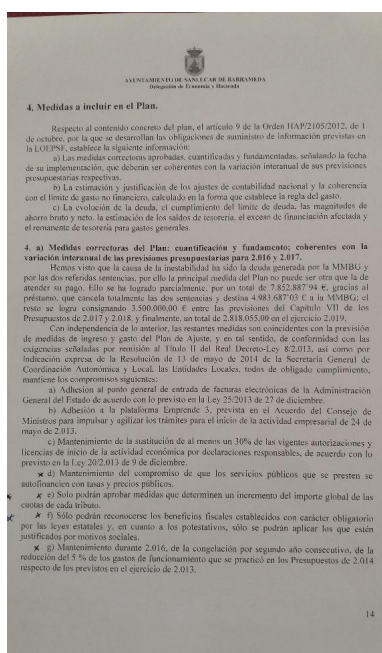 AYUNTAMIENTO DE SANLUCAR DE BARRAMEDA
Delegación de Economía y Hacienda
4. Medidas a incluir en el Plan.
Respecto al contenido concreto del plan, el artículo 9 de la Orden HAP/2105/2012, de 1
de octubre, por la que se desarrollan las obligaciones de suministro de información previstas en
la LOEPSF, establece la siguiente información:
a) Las medidas correctoras aprobadas, cuantificadas y fundamentadas, señalando la fecha
de su implementación, que deberán ser coherentes con la variación interanual de sus previsiones
presupuestarias respectivas.
b) La estimación y justificación de los ajustes de contabilidad nacional y la coherencia
con el límite de gasto no financiero, calculado en la forma que establece la regla del gasto.
c) La evolución de la deuda, el cumplimiento del límite de deuda, las magnitudes de
ahorro bruto y neto, la estimación de los saldos de tesorería, el exceso de financiación afectada y
el remanente de tesorería para gastos generales.
4. a) Medidas correctoras del Plan: cuantificación y fundamento; coherentes con la
variación interanual de las previsiones presupuestarias para 2.016 y 2.017.
Hemos visto que la causa de la inestabilidad ha sido la deuda generada por la MMBG y
por las dos referidas sentencias, por ello la principal medida del Plan no puede ser otra que la de
atender su pago. Ello se ha logrado parcialmente, por un total de 7.852.887'94 €, gracias al
préstamo, que cancela totalmente las dos sentencias y destina 4.983.687'03 € a la MMBG; el
resto se logra consignando 3.500.000,00 € entre las previsiones del Capítulo VII de los
Presupuestos de 2.017 y 2.018, y finalmente, un total de 2.818.055,00 en el ejercicio 2.019.
Con independencia de lo anterior, las restantes medidas son coincidentes con la previsión
de medidas de ingreso y gasto del Plan de Ajuste, y en tal sentido, de conformidad con las
exigencias señaladas por remisión al Título II del Real Decreto-Ley 8/2.013, así como por
indicación expresa de la Resolución de 13 de mayo de 2014 de la Secretaría General de
Coordinación Autonómica y Local, las Entidades Locales, todos de obligado cumplimiento,
mantiene los compromisos siguientes:
a) Adhesión al punto general de entrada de facturas electrónicas de la Administración
General del Estado de acuerdo con lo previsto en la Ley 25/2013 de 27 de diciembre.
b) Adhesión a la plataforma Emprende 3, prevista en el Acuerdo del Consejo de
Ministros para impulsar y agilizar los trámites para el inicio de la actividad empresarial de 24 de
mayo de 2.013.
c) Mantenimiento de la sustitución de al menos un 30% de las vigentes autorizaciones y
licencias de inicio de la actividad económica por declaraciones responsables, de acuerdo con lo
previsto en la Ley 20/2.013 de 9 de diciembre.
d) Mantenimiento del compromiso de que los servicios públicos que se presten se
autofinancien con tasas y precios públicos.
e) Solo podrán aprobar medidas que determinen un incremento del importe global de las
cuotas de cada tributo.
f) Sólo podrán reconocerse los beneficios fiscales establecidos con carácter obligatorio
por las leyes estatales y, en cuanto a los potestativos, sólo se podrán aplicar los que estén
justificados por motivos sociales.
g) Mantenimiento durante 2.016, de la congelación por segundo año consecutivo, de la
reducción del 5 % de los gastos de funcionamiento que se practicó en los Presupuestos de 2.014
respecto de los previstos en el ejercicio de 2.013.
14